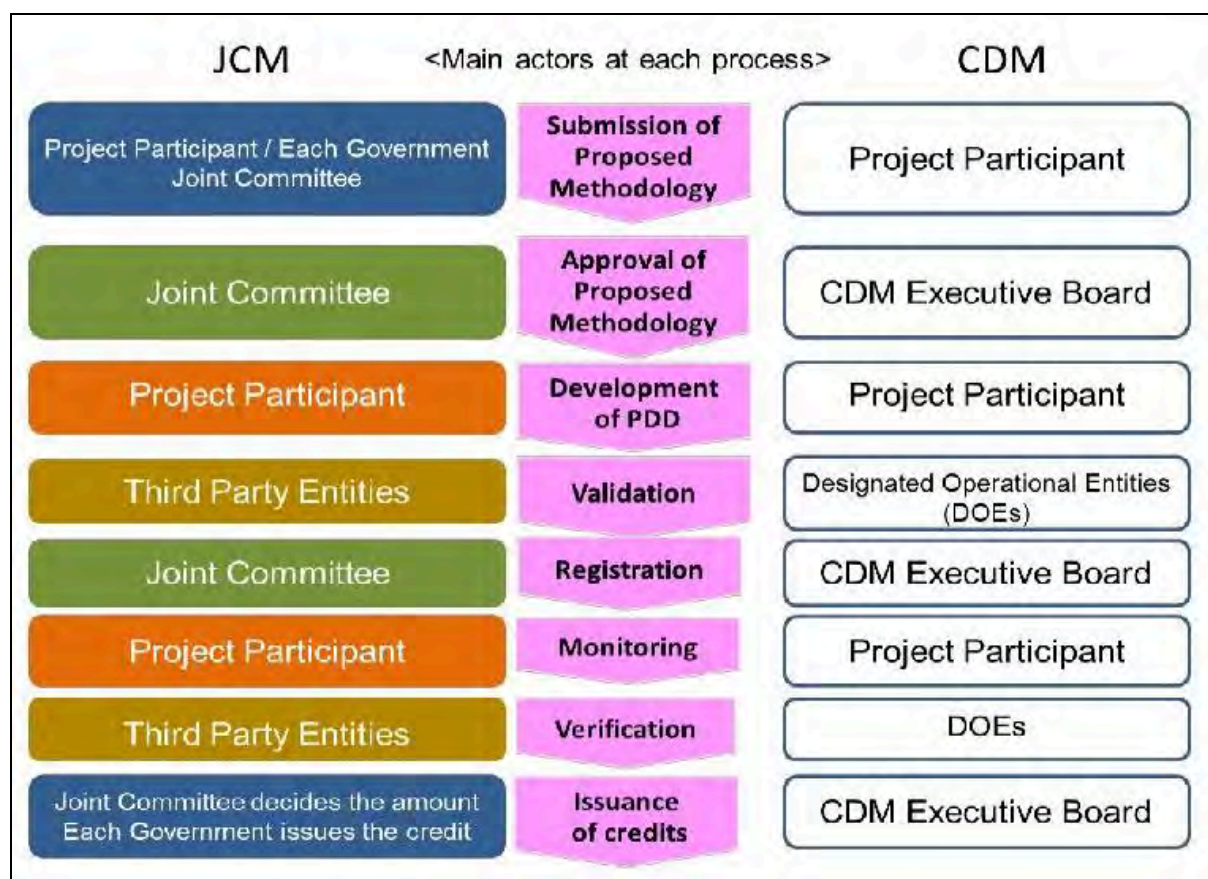 JCM <Main actors at each process> CDM
Project Participant / Each Government
Joint Committee
Submission of
Proposed
Methodology
Project Participant
Joint Committee
Approval of
Proposed
Methodology
CDM Executive Board
Project Participant
Development
of PDD
Project Participant
Third Party Entities
Validation
Designated Operational Entities
(DOEs)
Joint Committee
Registration
CDM Executive Board
Project Participant
Monitoring
Project Participant
Third Party Entities
Verification
DOEs
Joint Committee decides the amount
Each Government issues the credit
Issuance
of credits
CDM Executive Board